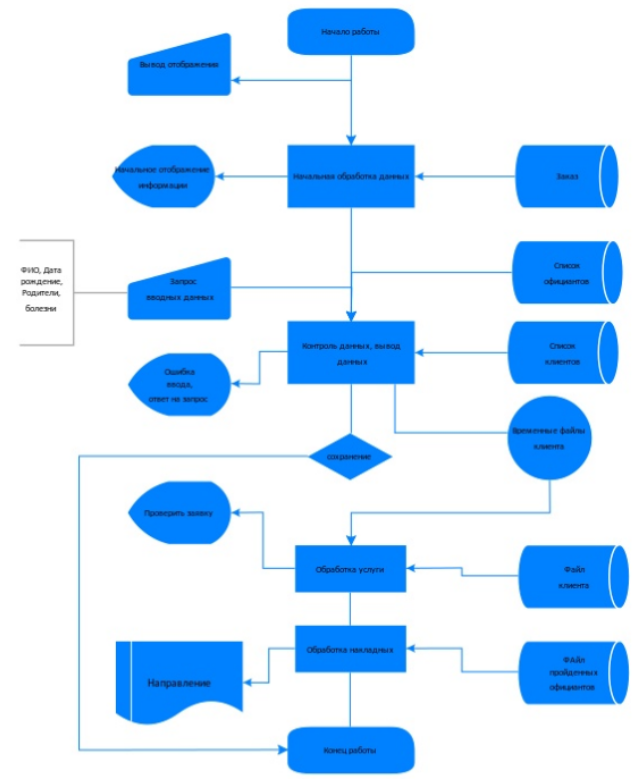 Начало работы
Вывод отображения
Начальное отображение
информации
Начальная обработка данных
Заказ
ФИО, Дата
рождение,
Родители,
болезни
Запрос
вводных данных
Список
официантов
Контроль данных, вывод
данных
Список
клиентов
Ошибка
ввода,
ответ на запрос
Временные файлы
клиента
сохранение
Проверить заявку
Обработка услуги
Файл
клиента
Обработка накладных
Направление
ФАйл
пройденных
официантов
Конец работы